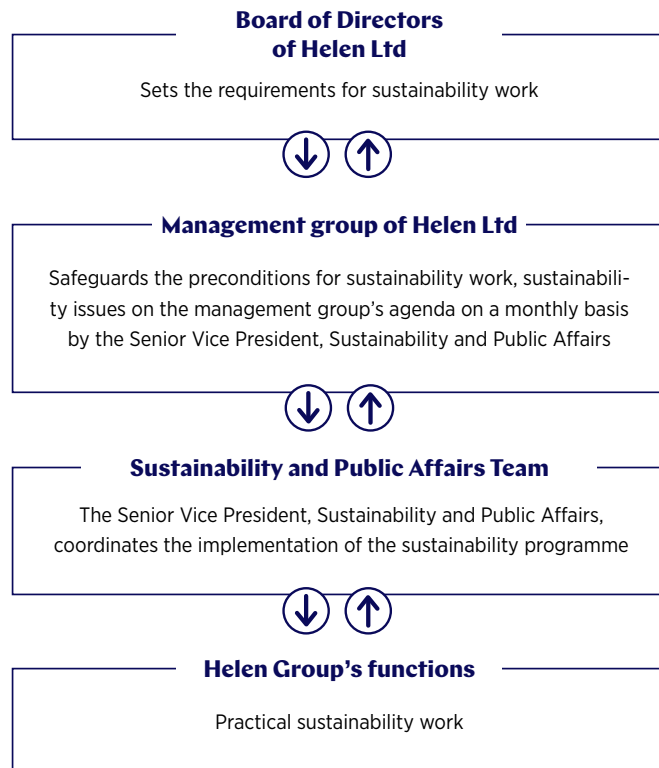 Board of Directors
of Helen Ltd
Sets the requirements for sustainability work
Management group of Helen Ltd
Safeguards the preconditions for sustainability work, sustainabili-
ty issues on the management group's agenda on a monthly basis
by the Senior Vice President, Sustainability and Public Affairs
Sustainability and Public Affairs Team
The Senior Vice President, Sustainability and Public Affairs,
coordinates the implementation of the sustainability programme
Helen Group's functions
Practical sustainability work